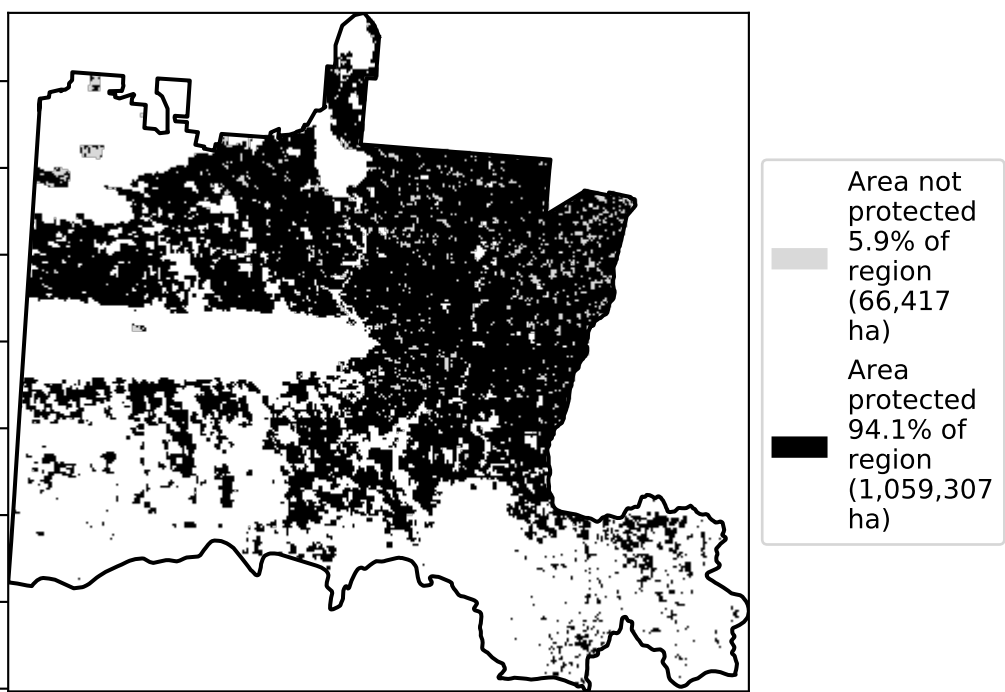 Area not
protected
5.9% of
region
(66,417
ha)
Area
protected
94.1% of
region
(1,059,307
ha)